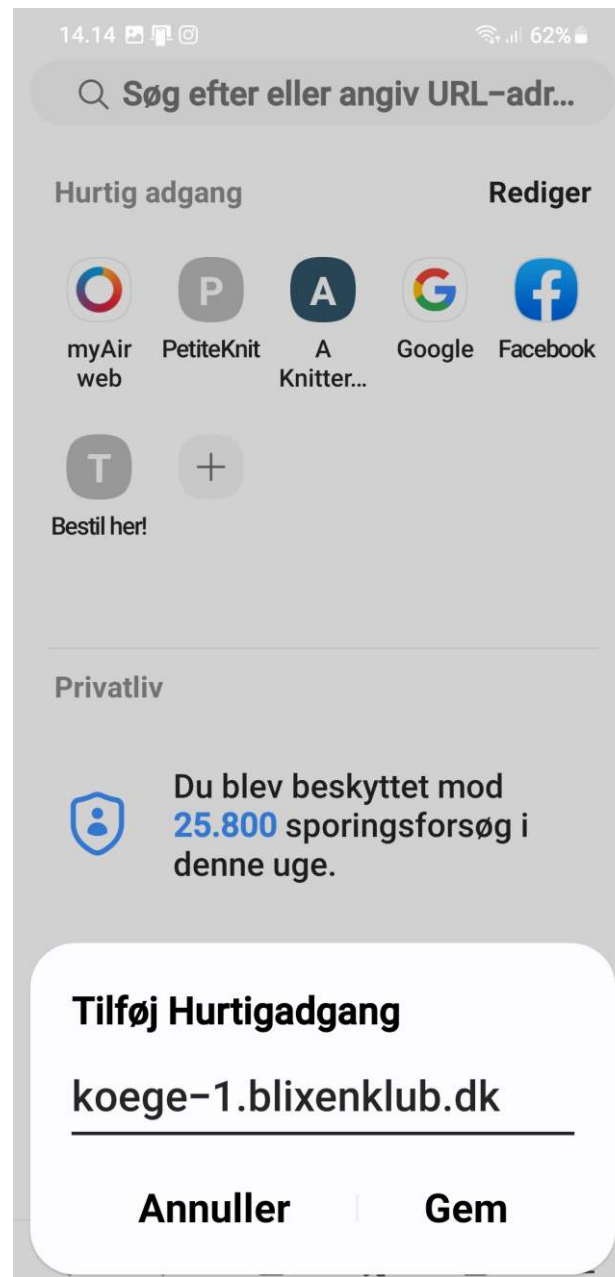 14.14 62%
Søg efter eller angiv URL-adr...
Hurtig adgang Rediger
P A G
myAir web PetiteKnit A Knitter... Google Facebook
T +
Bestil her!
Privatliv
Du blev beskyttet mod
25.800 sporingsforsøg i
denne uge.
Tilføj Hurtigadgang
koege-1.blixenklub.dk
Annuller Gem